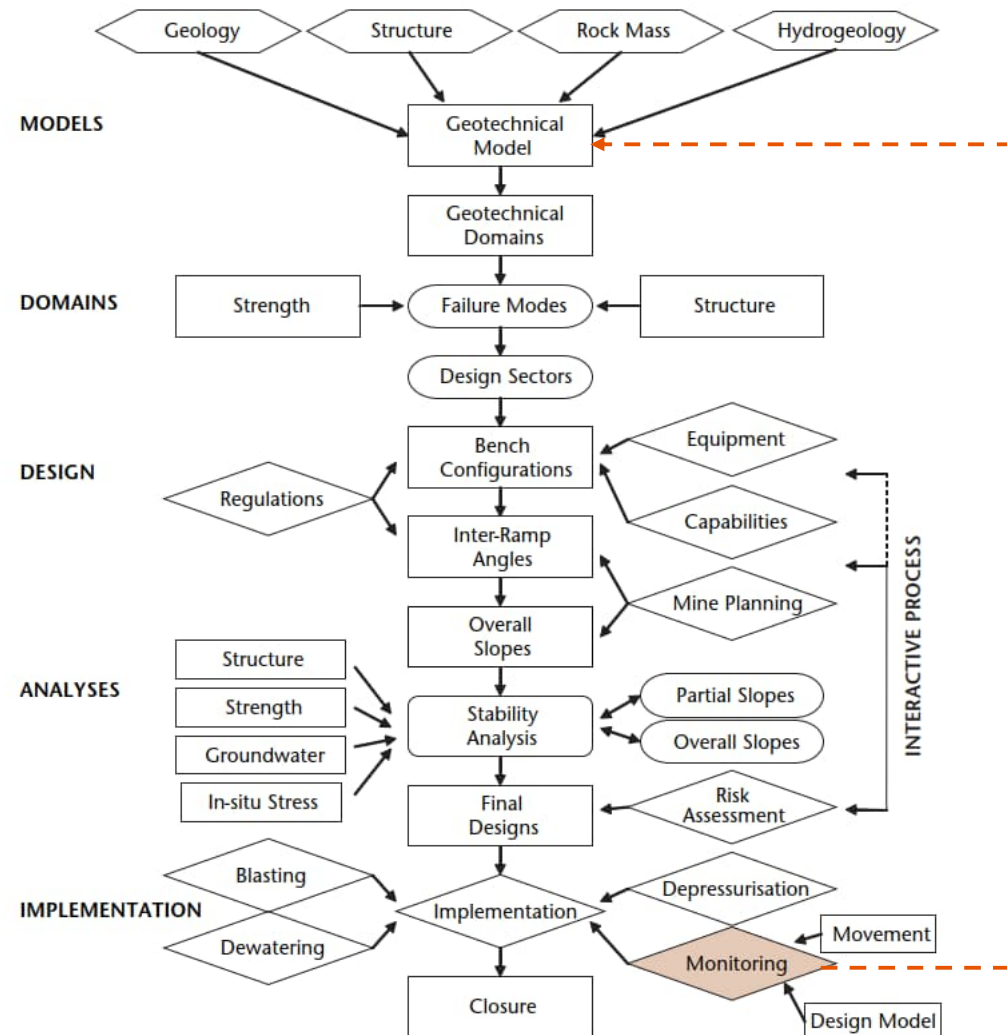 Geology
Structure
Rock Mass
Hydrogeology
MODELS
Geotechnical
Model
Geotechnical
Domains
DOMAINS
Strength
Failure Modes
Structure
Design Sectors
DESIGN
Bench
Configurations
Equipment
Regulations
Capabilities
Inter-Ramp
Angles
Mine Planning
INTERACTIVE PROCESS
Overall
Slopes
ANALYSES
Structure
Strength
Groundwater
In-situ Stress
Stability
Analysis
Partial Slopes
Overall Slopes
Final
Designs
Risk
Assessment
IMPLEMENTATION
Blasting
Dewatering
Implementation
Depressurisation
Movement
Monitoring
Design Model
Closure